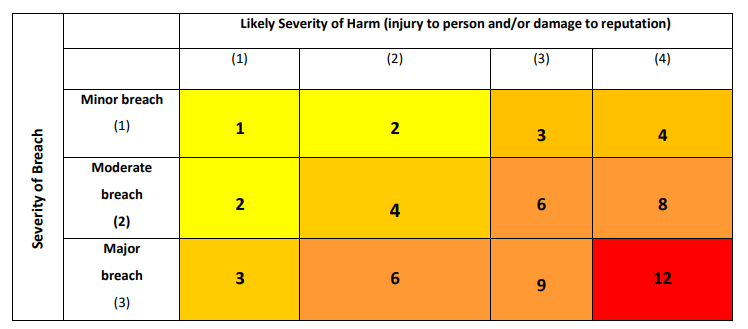 Likely Severity of Harm (injury to person and/or damage to reputation)
(1) (2) (3) (4)
Severity of Breach
Minor breach
(1)
1 2 3 4
Moderate
breach
(2)
2 4 6 8
Major
breach
(3)
3 6 9 12